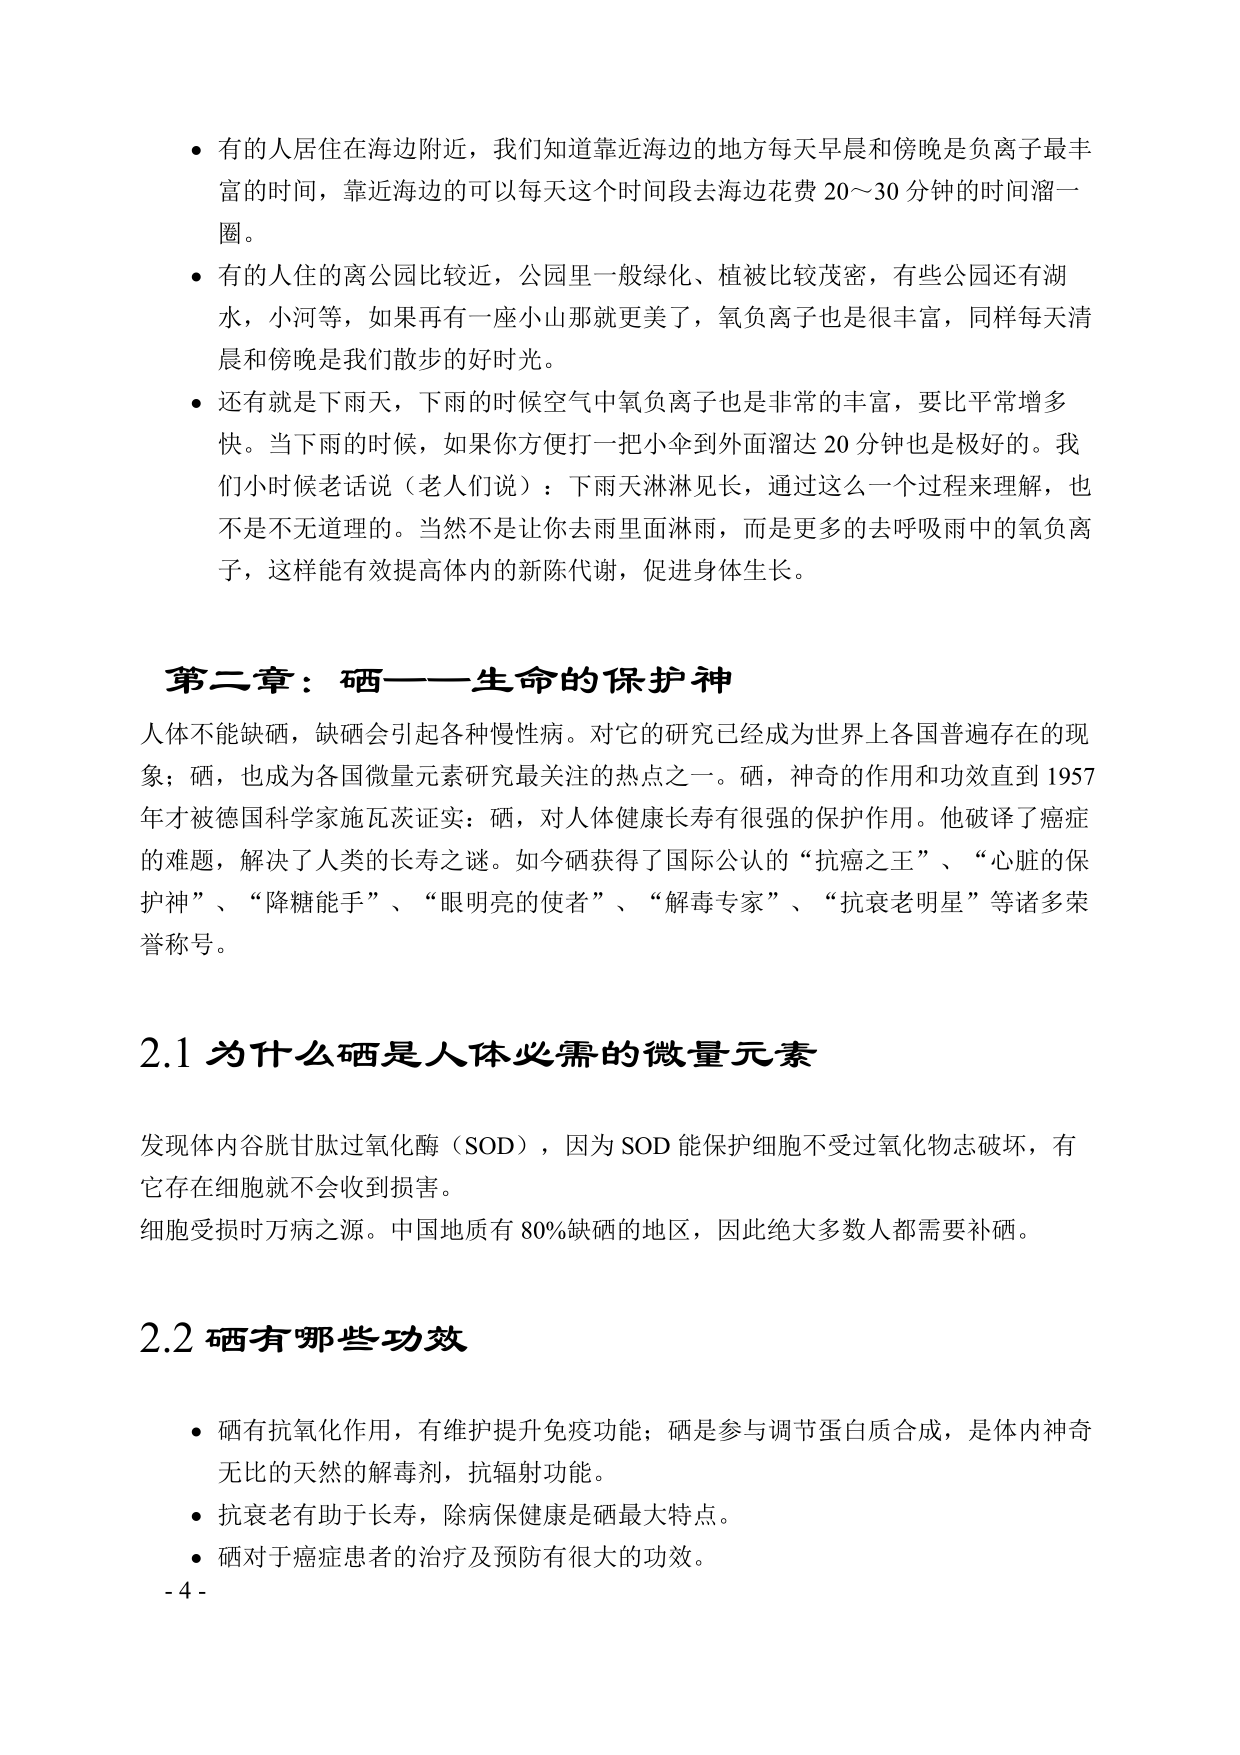 • 有的人居住在海边附近，我们知道靠近海边的地方每天早晨和傍晚是负离子最丰
富的时间，靠近海边的可以每天这个时间段去海边花费 20～30 分钟的时间溜一
圈。
• 有的人住的离公园比较近，公园里一般绿化、植被比较茂密，有些公园还有湖
水，小河等，如果再有一座小山那就更美了，氧负离子也是很丰富，同样每天清
晨和傍晚是我们散步的好时光。
• 还有就是下雨天，下雨的时候空气中氧负离子也是非常的丰富，要比平常增多
快。当下雨的时候，如果你方便打一把小伞到外面溜达 20 分钟也是极好的。我
们小时候老话说（老人们说）：下雨天淋淋见长，通过这么一个过程来理解，也
不是不无道理的。当然不是让你去雨里面淋雨，而是更多的去呼吸雨中的氧负离
子，这样能有效提高体内的新陈代谢，促进身体生长。
第二章：硒——生命的保护神
人体不能缺硒，缺硒会引起各种慢性病。对它的研究已经成为世界上各国普遍存在的现
象；硒，也成为各国微量元素研究最关注的热点之一。硒，神奇的作用和功效直到 1957
年才被德国科学家施瓦茨证实：硒，对人体健康长寿有很强的保护作用。他破译了癌症
的难题，解决了人类的长寿之谜。如今硒获得了国际公认的“抗癌之王”、“心脏的保
护神”、“降糖能手”、“眼明亮的使者”、“解毒专家”、“抗衰老明星”等诸多荣
誉称号。
2.1 为什么硒是人体必需的微量元素
发现体内谷胱甘肽过氧化酶（SOD），因为 SOD 能保护细胞不受过氧化物志破坏，有
它存在细胞就不会收到损害。
细胞受损时万病之源。中国地质有 80%缺硒的地区，因此绝大多数人都需要补硒。
2.2 硒有哪些功效
• 硒有抗氧化作用，有维护提升免疫功能；硒是参与调节蛋白质合成，是体内神奇
无比的天然的解毒剂，抗辐射功能。
• 抗衰老有助于长寿，除病保健康是硒最大特点。
• 硒对于癌症患者的治疗及预防有很大的功效。
- 4 -